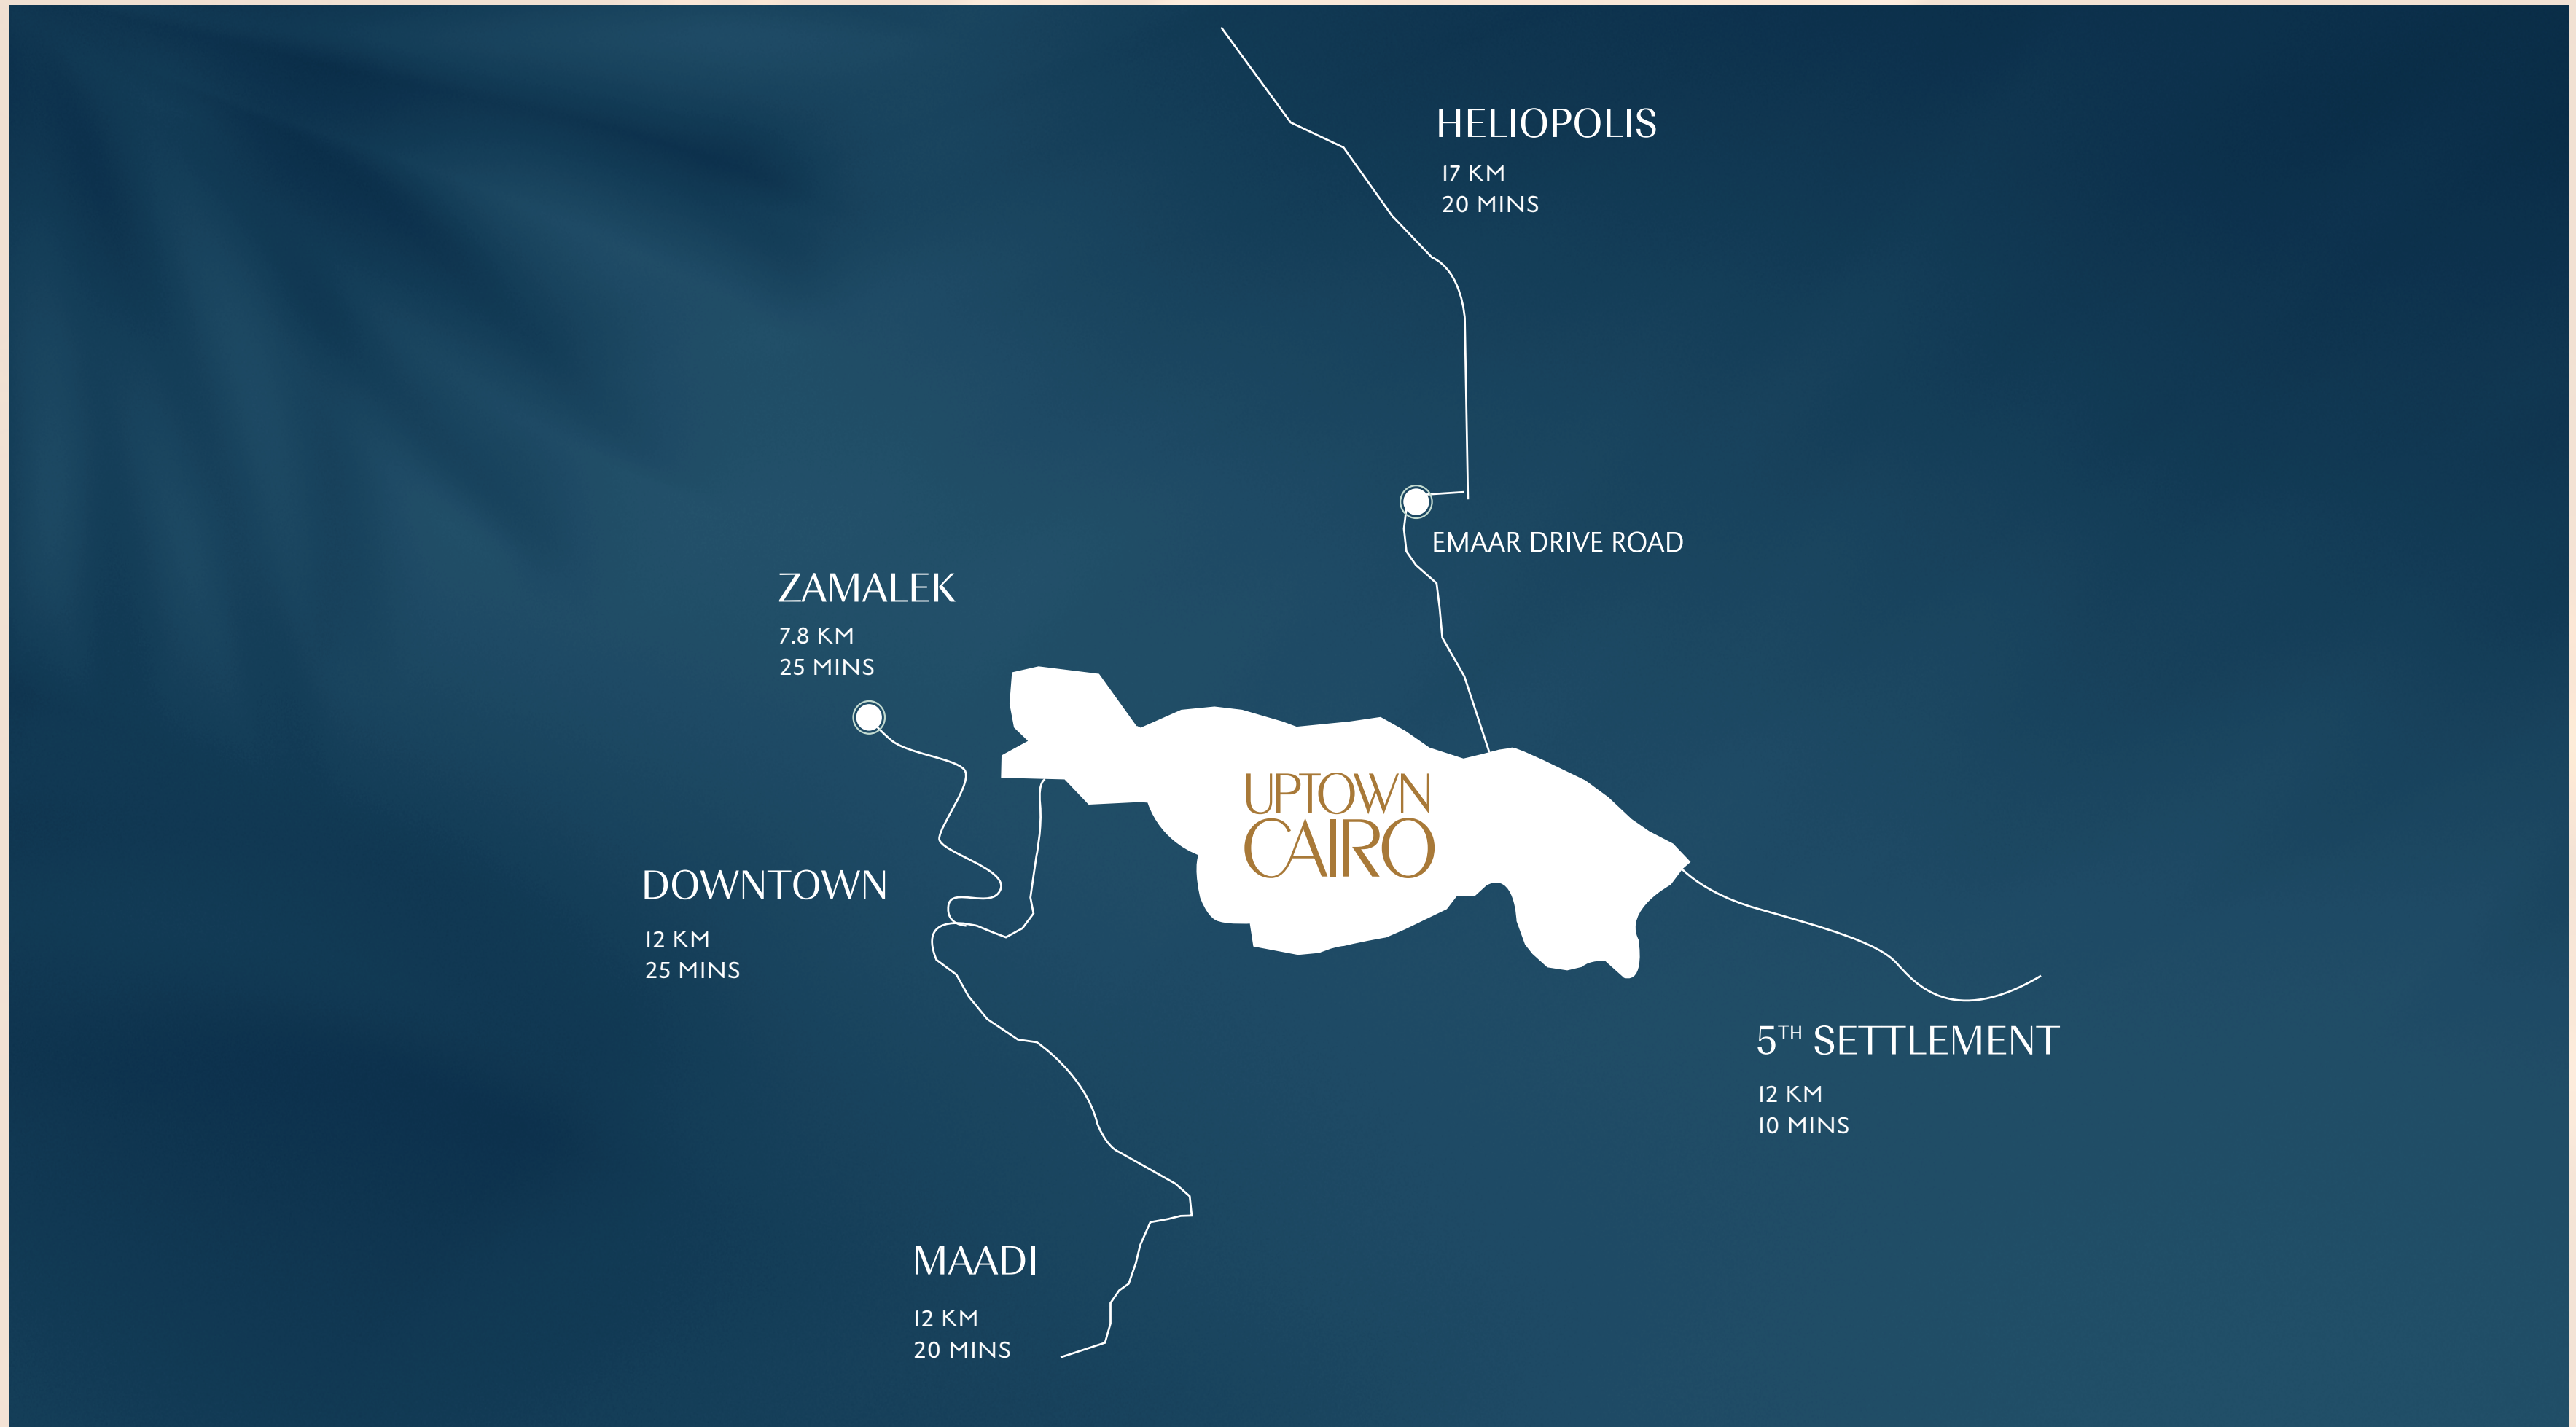 HELIOPOLIS
17 KM
20 MINS
EMAAR DRIVE ROAD
ZAMALEK
7.8 KM
25 MINS
UPTOWN
CAIRO
DOWNTOWN
12 KM
25 MINS
5TH SETTLEMENT
12 KM
10 MINS
MAADI
12 KM
20 MINS